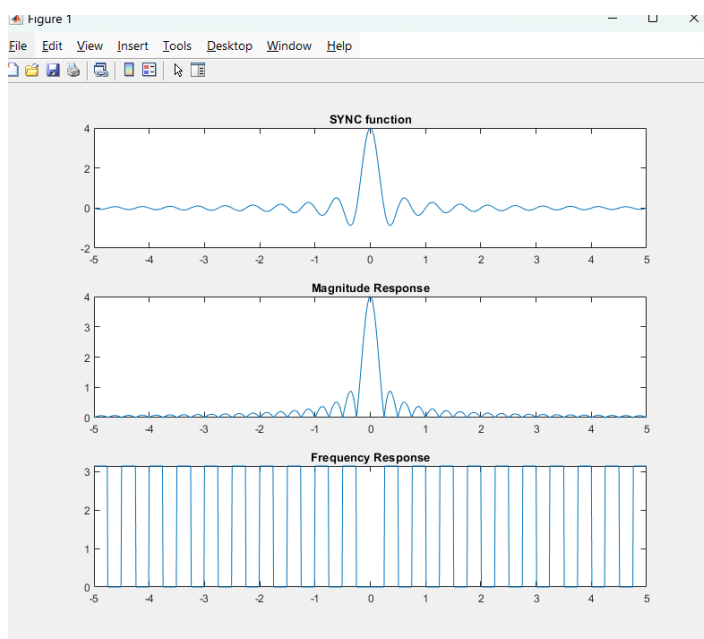 Figure 1
File Edit View Insert Tools Desktop Window Help
SYNC function
4
2
0
-2
-5 -4 -3 -2 -1 0 1 2 3 4 5
Magnitude Response
4
3
2
1
0
-5 -4 -3 -2 -1 0 1 2 3 4 5
Frequency Response
3
2
1
0
-5 -4 -3 -2 -1 0 1 2 3 4 5